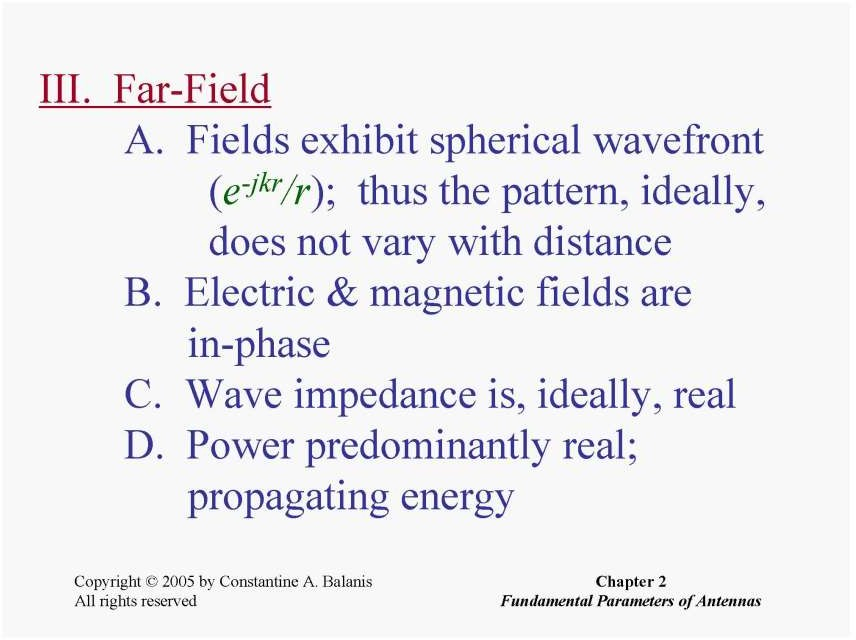 III. Far-Field
A. Fields exhibit spherical wavefront
(e-jkr/r); thus the pattern, ideally,
does not vary with distance
B. Electric & magnetic fields are
in-phase
C. Wave impedance is, ideally, real
D. Power predominantly real;
propagating energy
Copyright © 2005 by Constantine A. Balanis
All rights reserved
Chapter 2
Fundamental Parameters of Antennas